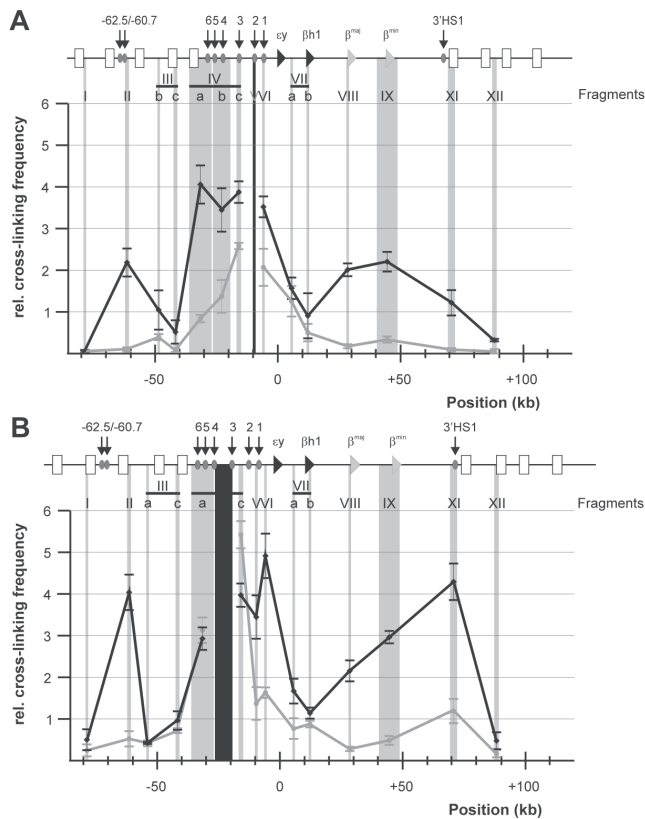 A
-62.5/-60.7 65 4 3 2 1 εy βh1 βmaj βmin 3'HS1
III IV VII
I II b c a b c V VI a b VIII IX XI XII Fragments
6
5
4
3
2
1
rel. cross-linking frequency
-50 0 +50 +100
Position (kb)
B
-62.5/-60.7 65 4 3 2 1 εy βh1 βmaj βmin 3'HS1
III VII
I II a c a c V VI a b VIII IX XI XII Fragments
6
5
4
3
2
1
rel. cross-linking frequency
-50 0 +50 +100
Position (kb)